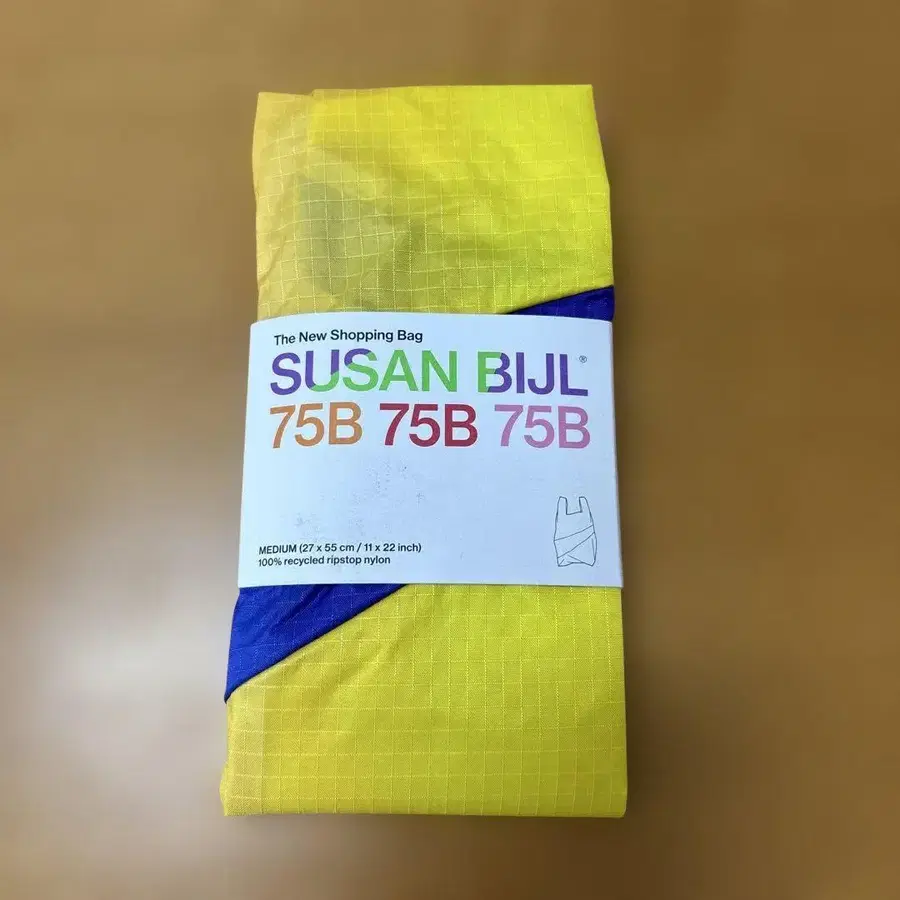 The New Shopping Bag
SUSAN BIJL®
75B 75B 75B
MEDIUM (27 x 55 cm / 11 x 22 inch)
100% recycled ripstop nylon